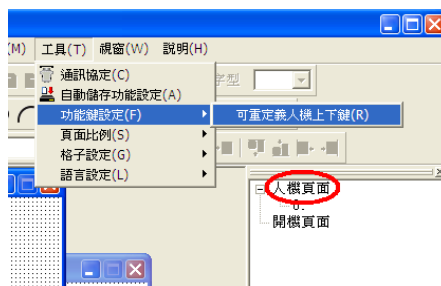 (M) 工具(T) 視窗(W) 說明(H)
通訊協定(C)
字型
自動儲存功能設定(A)
功能鍵設定(F)
可重定義人機上下鍵(R)
頁面比例(S)
格子設定(G)
語言設定(L)
人機頁面
0.
開機頁面